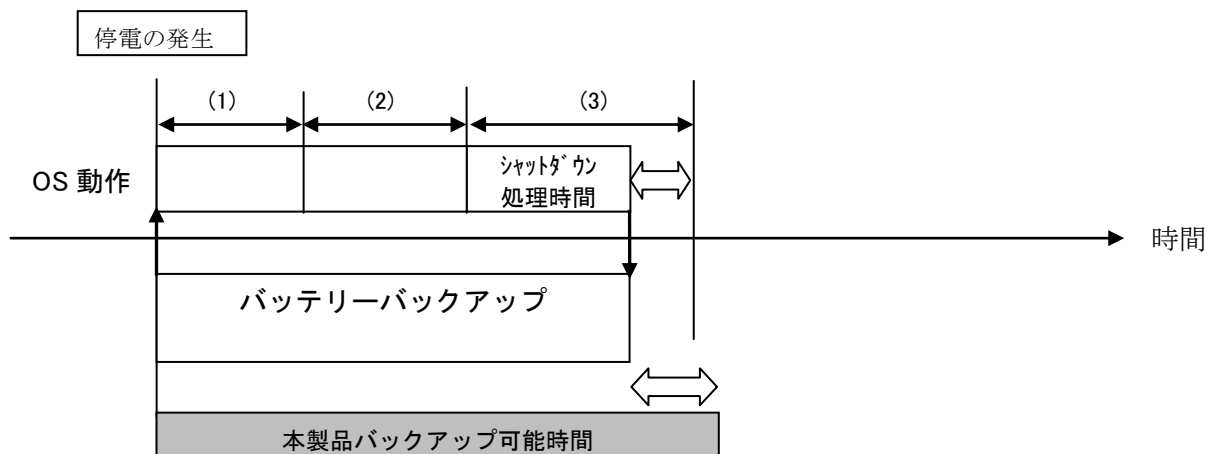 停電の発生
(1) (2) (3)
OS 動作
ｼｬｯﾄﾀﾞｳﾝ
処理時間
時間
バッテリーバックアップ
本製品バックアップ可能時間